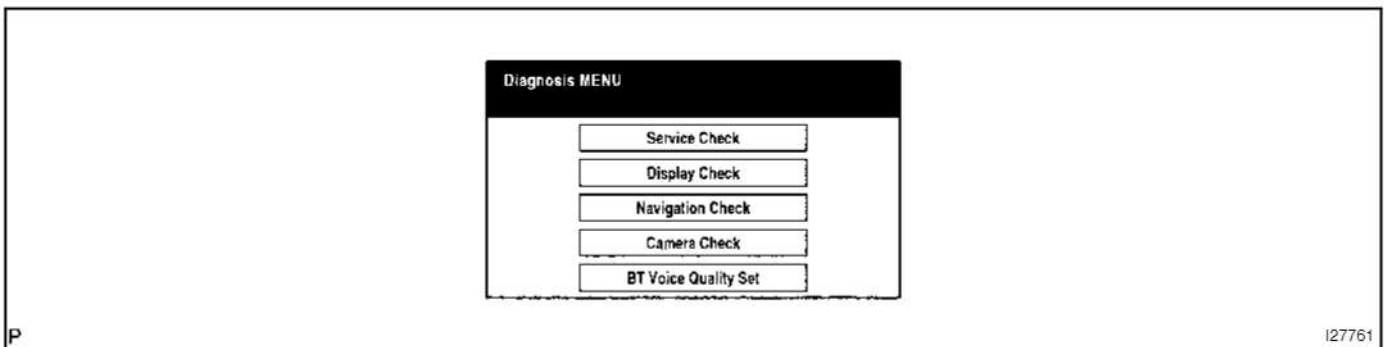 Diagnosis MENU
Service Check
Display Check
Navigation Check
Camera Check
BT Voice Quality Set
P
I27761